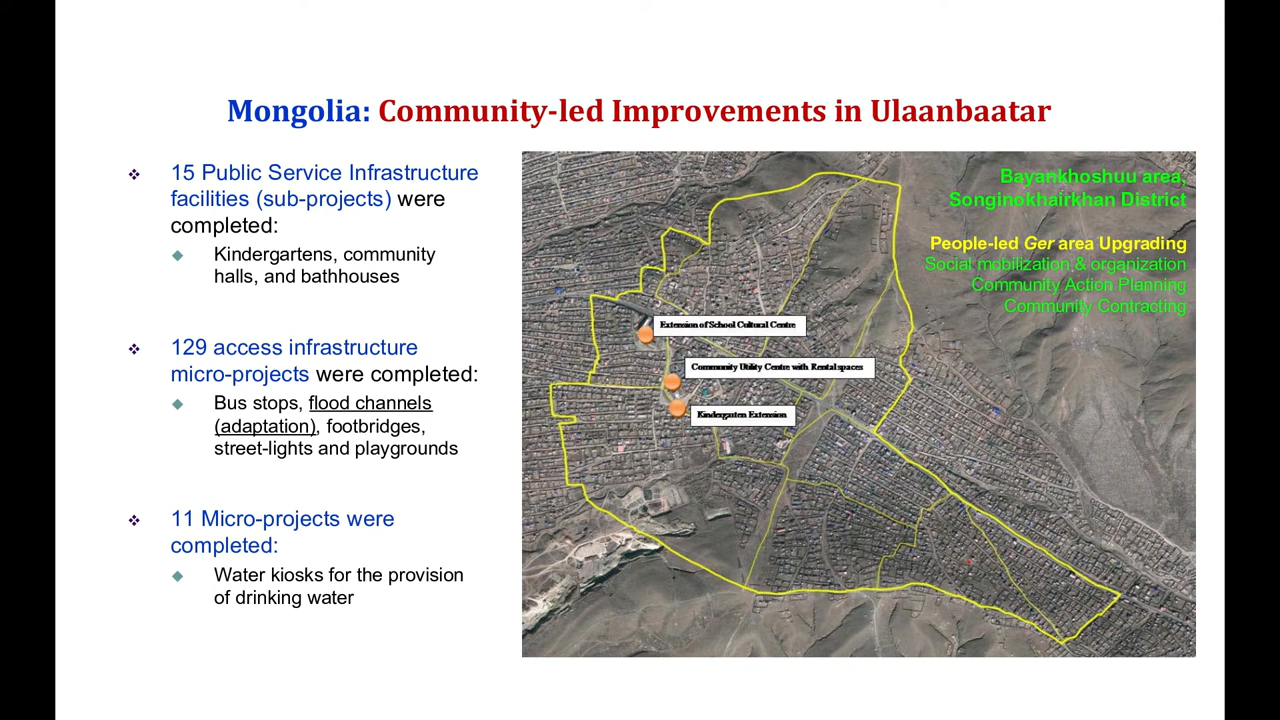 Mongolia: Community-led Improvements in Ulaanbaatar
15 Public Service Infrastructure
facilities (sub-projects) were
completed:
Kindergartens, community
halls, and bathhouses
129 access infrastructure
micro-projects were completed:
Bus stops, flood channels
(adaptation), footbridges,
street-lights and playgrounds
11 Micro-projects were
completed:
Water kiosks for the provision
of drinking water
Bayankhoshuu area,
Songinokhairkhan District
People-led Ger area Upgrading
Social mobilization & organization
Community Action Planning
Community Contracting
Extension of School Cultural Centre
Community Utility Centre with Rental spaces
Kindergarten Extension